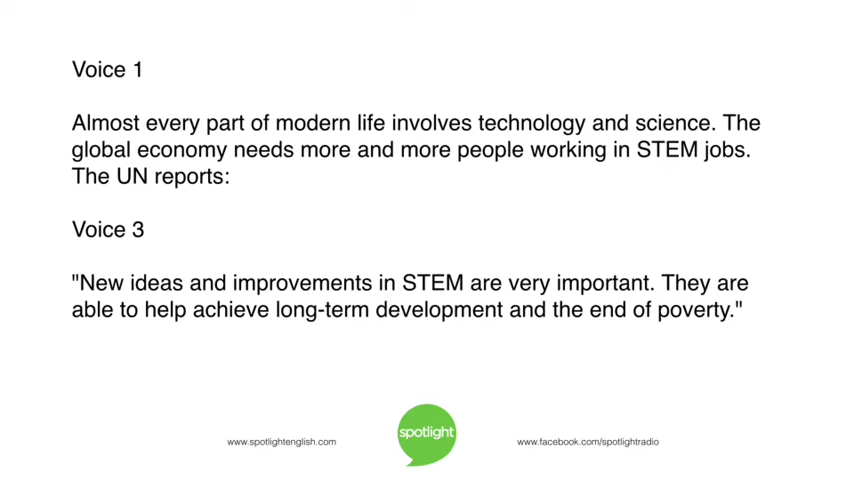 Voice 1
Almost every part of modern life involves technology and science. The
global economy needs more and more people working in STEM jobs.
The UN reports:
Voice 3
"New ideas and improvements in STEM are very important. They are
able to help achieve long-term development and the end of poverty."
www.spotlightenglish.com
spotlight
www.facebook.com/spotlightradio